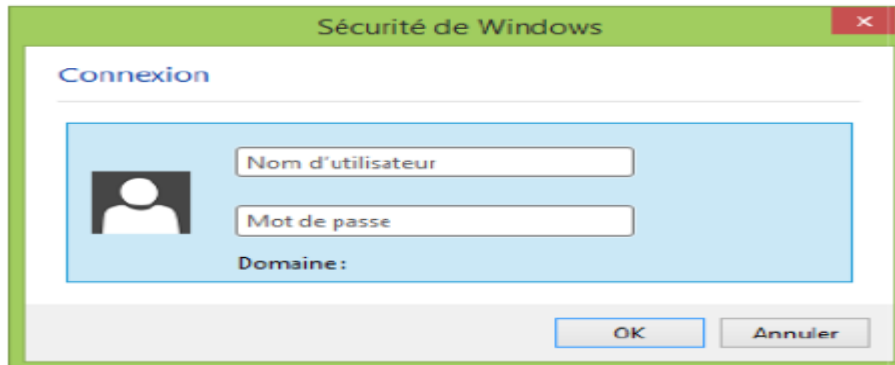 Sécurité de Windows
Connexion
Nom d'utilisateur
Mot de passe
Domaine :
OK
Annuler